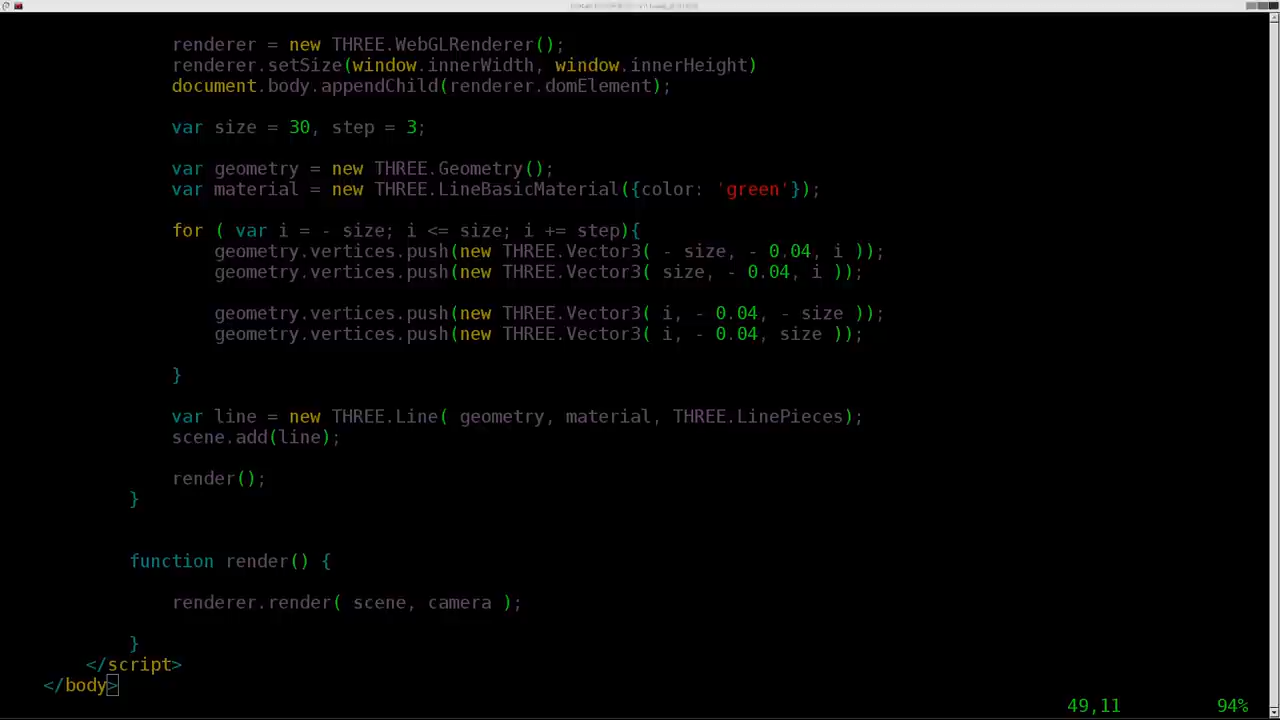 renderer = new THREE.WebGLRenderer();
renderer.setSize(window.innerWidth, window.innerHeight)
document.body.appendChild(renderer.domElement);
var size = 30, step = 3;
var geometry = new THREE.Geometry();
var material = new THREE.LineBasicMaterial({color: 'green'});
for ( var i = - size; i <= size; i += step){
geometry.vertices.push(new THREE.Vector3( - size, - 0.04, i ));
geometry.vertices.push(new THREE.Vector3( size, - 0.04, i ));
geometry.vertices.push(new THREE.Vector3( i, - 0.04, - size ));
geometry.vertices.push(new THREE.Vector3( i, - 0.04, size ));
}
var line = new THREE.Line( geometry, material, THREE.LinePieces);
scene.add(line);
render();
}
function render() {
renderer.render( scene, camera );
}
</script>
</body>
49,11 94%